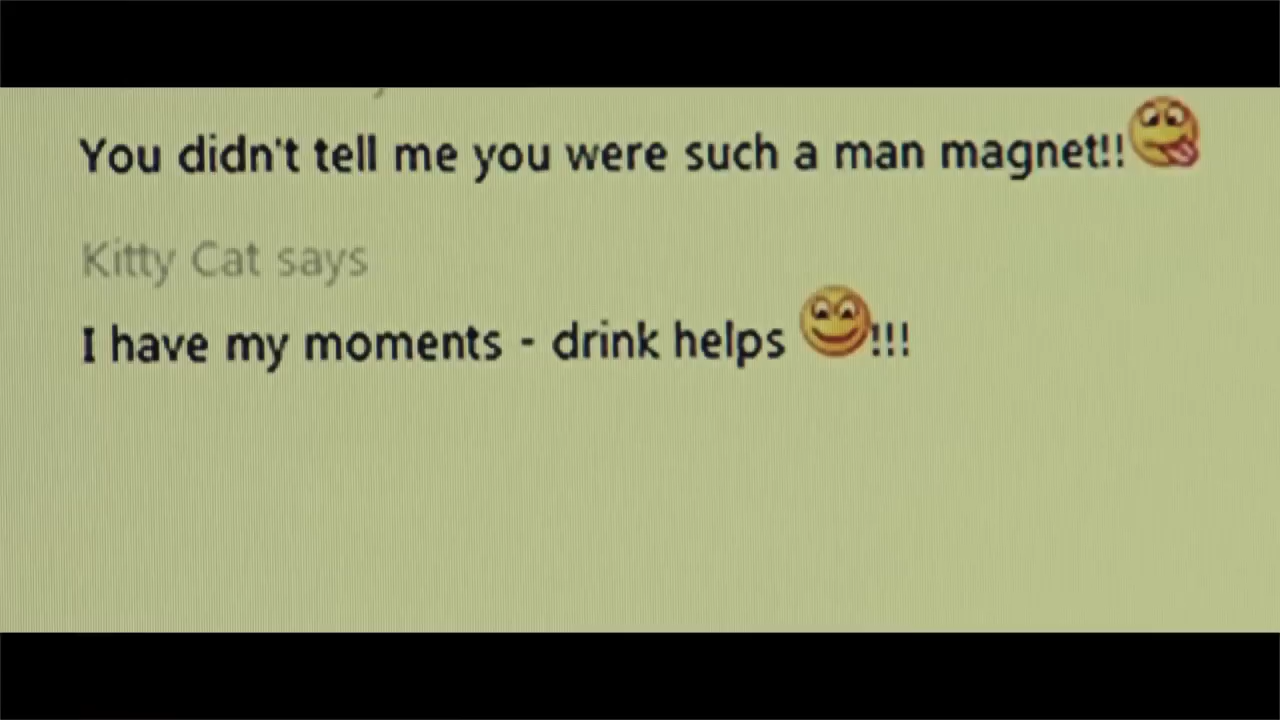 You didn't tell me you were such a man magnet!!
Kitty Cat says
I have my moments - drink helps !!!